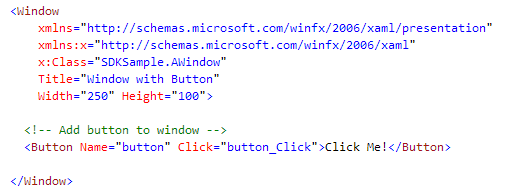 <Window
xmlns="http://schemas.microsoft.com/winfx/2006/xaml/presentation"
xmlns:x="http://schemas.microsoft.com/winfx/2006/xaml"
x:Class="SDKSample.AWindow"
Title="Window with Button"
Width="250" Height="100">
<!-- Add button to window -->
<Button Name="button" Click="button_Click">Click Me!</Button>
</Window>